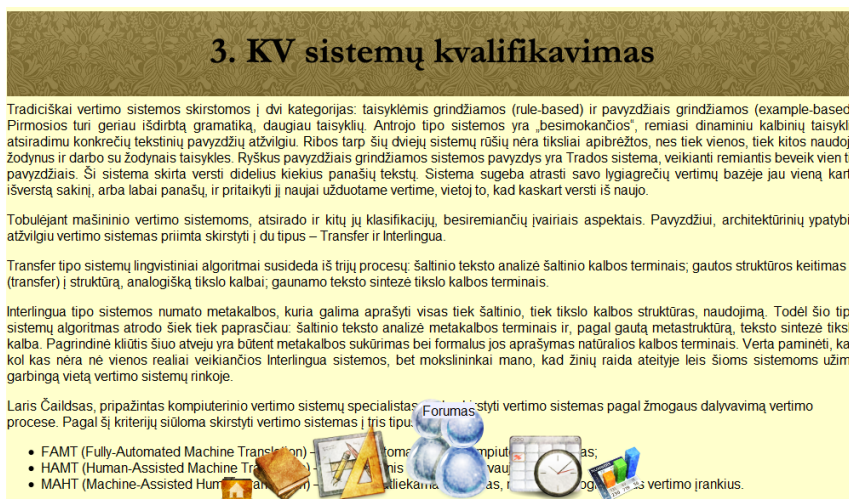 3. KV sistemų kvalifikavimas
Tradiciškai vertimo sistemos skirstomos į dvi kategorijas: taisyklėmis grindžiamos (rule-based) ir pavyzdžiais grindžiamos (example-based
Pirmosios turi geriau išdirbtą gramatiką, daugiau taisyklių. Antrojo tipo sistemos yra „besimokančios“, remiasi dinaminiu kalbinių taisykl
atsiradimu konkrečių tekstinių pavyzdžių atžvilgiu. Ribos tarp šių dviejų sistemų rūšių nėra tiksliai apibrėžtos, nes tiek vienos, tiek kitos naudoj
žodynus ir darbo su žodynais taisykles. Ryškus pavyzdžiais grindžiamos sistemos pavyzdys yra Trados sistema, veikianti remiantis beveik vien t
pavyzdžiais. Ši sistema skirta versti didelius kiekius panašių tekstų. Sistema sugeba atrasti savo lygiagrečių vertimų bazėje jau vieną kart
išverstą sakinį, arba labai panašų, ir pritaikyti jį naujai užduotame vertime, vietoj to, kad kaskart versti iš naujo.
Tobulėjant mašininio vertimo sistemoms, atsirado ir kitų jų klasifikacijų, besiremiančių įvairiais aspektais. Pavyzdžiui, architektūrinių ypatybi
atžvilgiu vertimo sistemas priimta skirstyti į du tipus – Transfer ir Interlingua.
Transfer tipo sistemų lingvistiniai algoritmai susideda iš trijų procesų: šaltinio teksto analizė šaltinio kalbos terminais; gautos struktūros keitimas
(transfer) į struktūrą, analogišką tikslo kalbai; gaunamo teksto sintezė tikslo kalbos terminais.
Interlingua tipo sistemos numato metakalbos, kuria galima aprašyti visas tiek šaltinio, tiek tikslo kalbos struktūras, naudojimą. Todėl šio tip
sistemų algoritmas atrodo šiek tiek paprasčiau: šaltinio teksto analizė metakalbos terminais ir, pagal gautą metastruktūrą, teksto sintezė tiksl
kalba. Pagrindinė kliūtis šiuo atveju yra būtent metakalbos sukūrimas bei formalus jos aprašymas natūralios kalbos terminais. Verta paminėti, ka
kol kas nėra nė vienos realiai veikiančios Interlingua sistemos, bet mokslininkai mano, kad žinių raida ateityje leis šioms sistemoms užim
garbingą vietą vertimo sistemų rinkoje.
Laris Čaildsas, pripažintas kompiuterinio vertimo sistemų specialistas skirstyti vertimo sistemas pagal žmogaus dalyvavimą vertimo
Forumas
procese. Pagal šį kriterijų siūloma skirstyti vertimo sistemas į tris tipus
FAMT (Fully-Automated Machine Translation) –
HAMT (Human-Assisted Machine
MAHT (Machine-Assisted Human – vertimo įrankius.